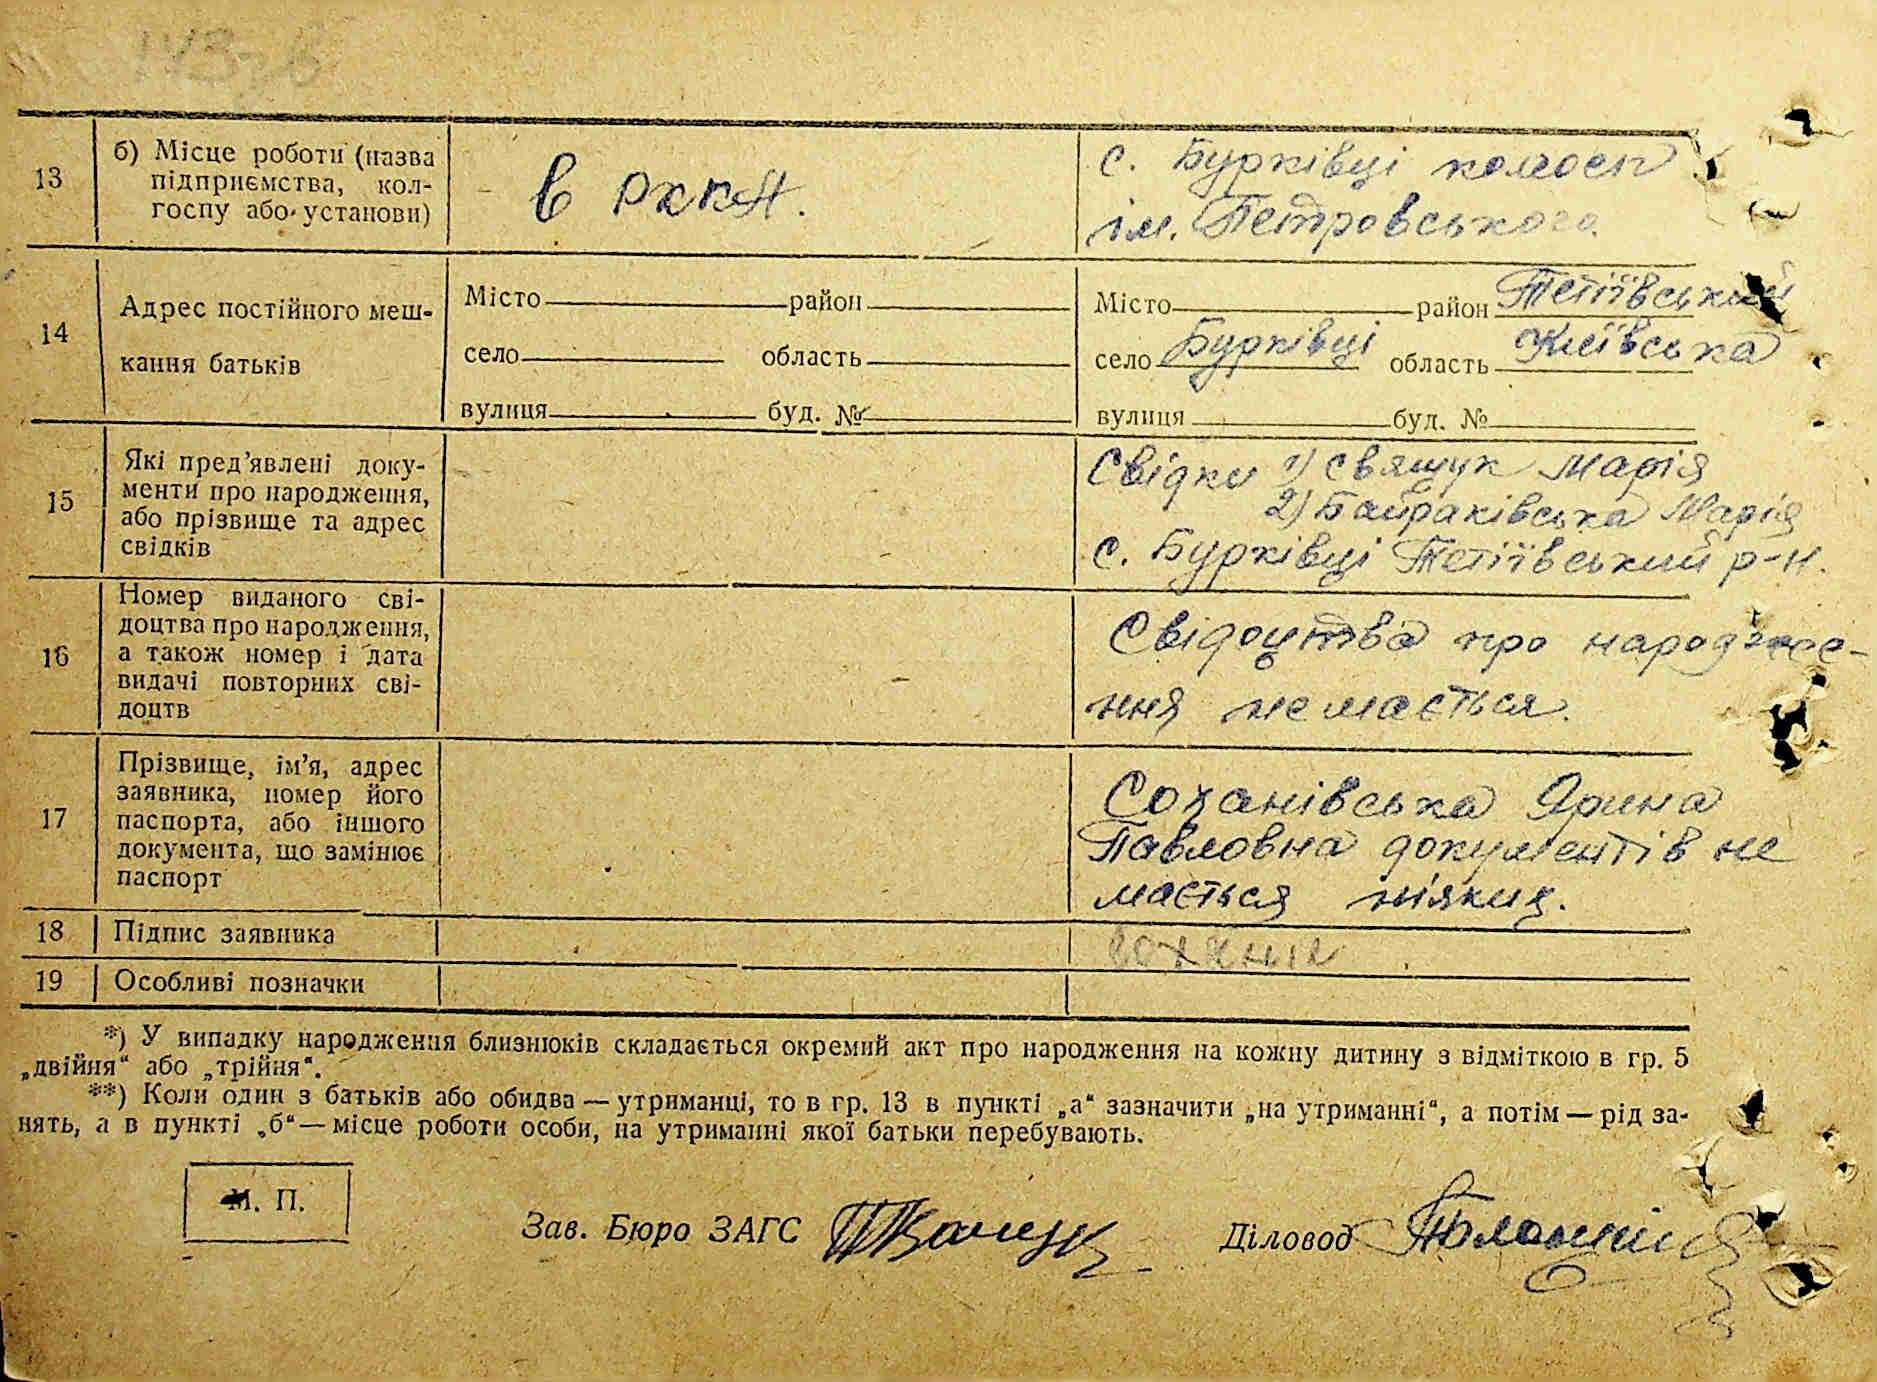 13
б) Місце роботи (назва
підприємства, кол-
госпу або установи)
в РККА.
с. Бурківці колосп
ім. Петровського.
14
Адрес постійного меш-
кання батьків
Місто район
село область
вулиця буд. №
Місто район Тетіївський
село Бурківці область Київська
вулиця буд. №
15
Які пред’явлені доку-
менти про народження,
або прізвище та адрес
свідків
Свідки 1) Свящук Марія
2) Байраківська Марія
с. Бурківці Тетіївський р-н.
16
Номер виданого сві-
доцтва про народження,
а також номер і дата
видачі повторних сві-
доцтв
Свідоцтва про народже-
ння не мається.
17
Прізвище, ім’я, адрес
заявника, номер його
паспорта, або іншого
документа, що замінює
паспорт
Соханівська Ярина
Павловна документів не
мається ніяких.
18
Підпис заявника
19
Особливі позначки
*) У випадку народження близнюків складається окремий акт про народження на кожну дитину з відміткою в гр. 5
„двійня“ або „трійня“.
**) Коли один з батьків або обидва — утриманці, то в гр. 13 в пункті „а“ зазначити „на утриманні“, а потім — рід за-
нять, а в пункті „б“ — місце роботи особи, на утриманні якої батьки перебувають.
М. П.
Зав. Бюро ЗАГС
Діловод